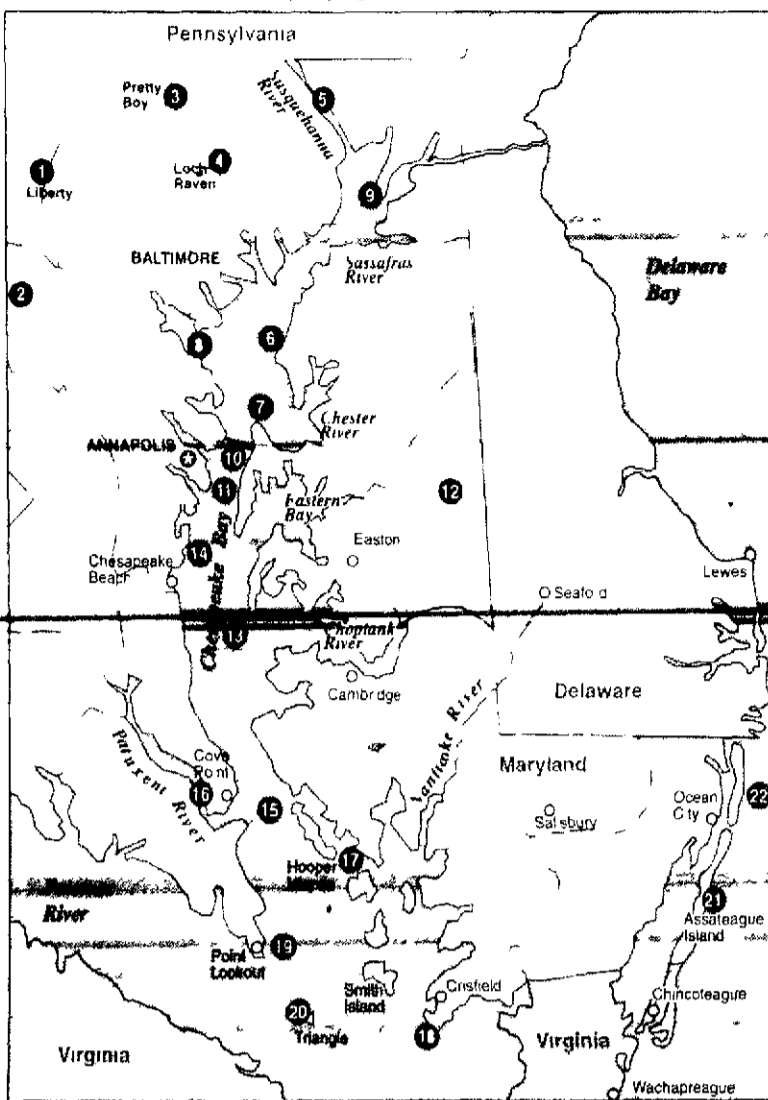 Pennsylvania
Pretty
Boy
3
5
Susquehanna
River
4
Loch
Raven
1
Liberty
9
BALTIMORE
Sassafras
River
Delaware
Bay
2
8
6
7
Chester
River
ANNAPOLIS
10
11
12
Eastern
Bay
Easton
14
Chesapeake
Beach
Chesapeake Bay
Lewes
13
Choptank
River
Cambridge
Delaware
Patuxent River
Cove
Point
16
15
Maryland
Salisbury
Ocean
City
22
Hooper
17
River
21
Assateague
Island
Point
Lookout
19
Smith
Island
Crisfield
Chincoteague
20
Triangle
18
Virginia
Virginia
Wachapreague